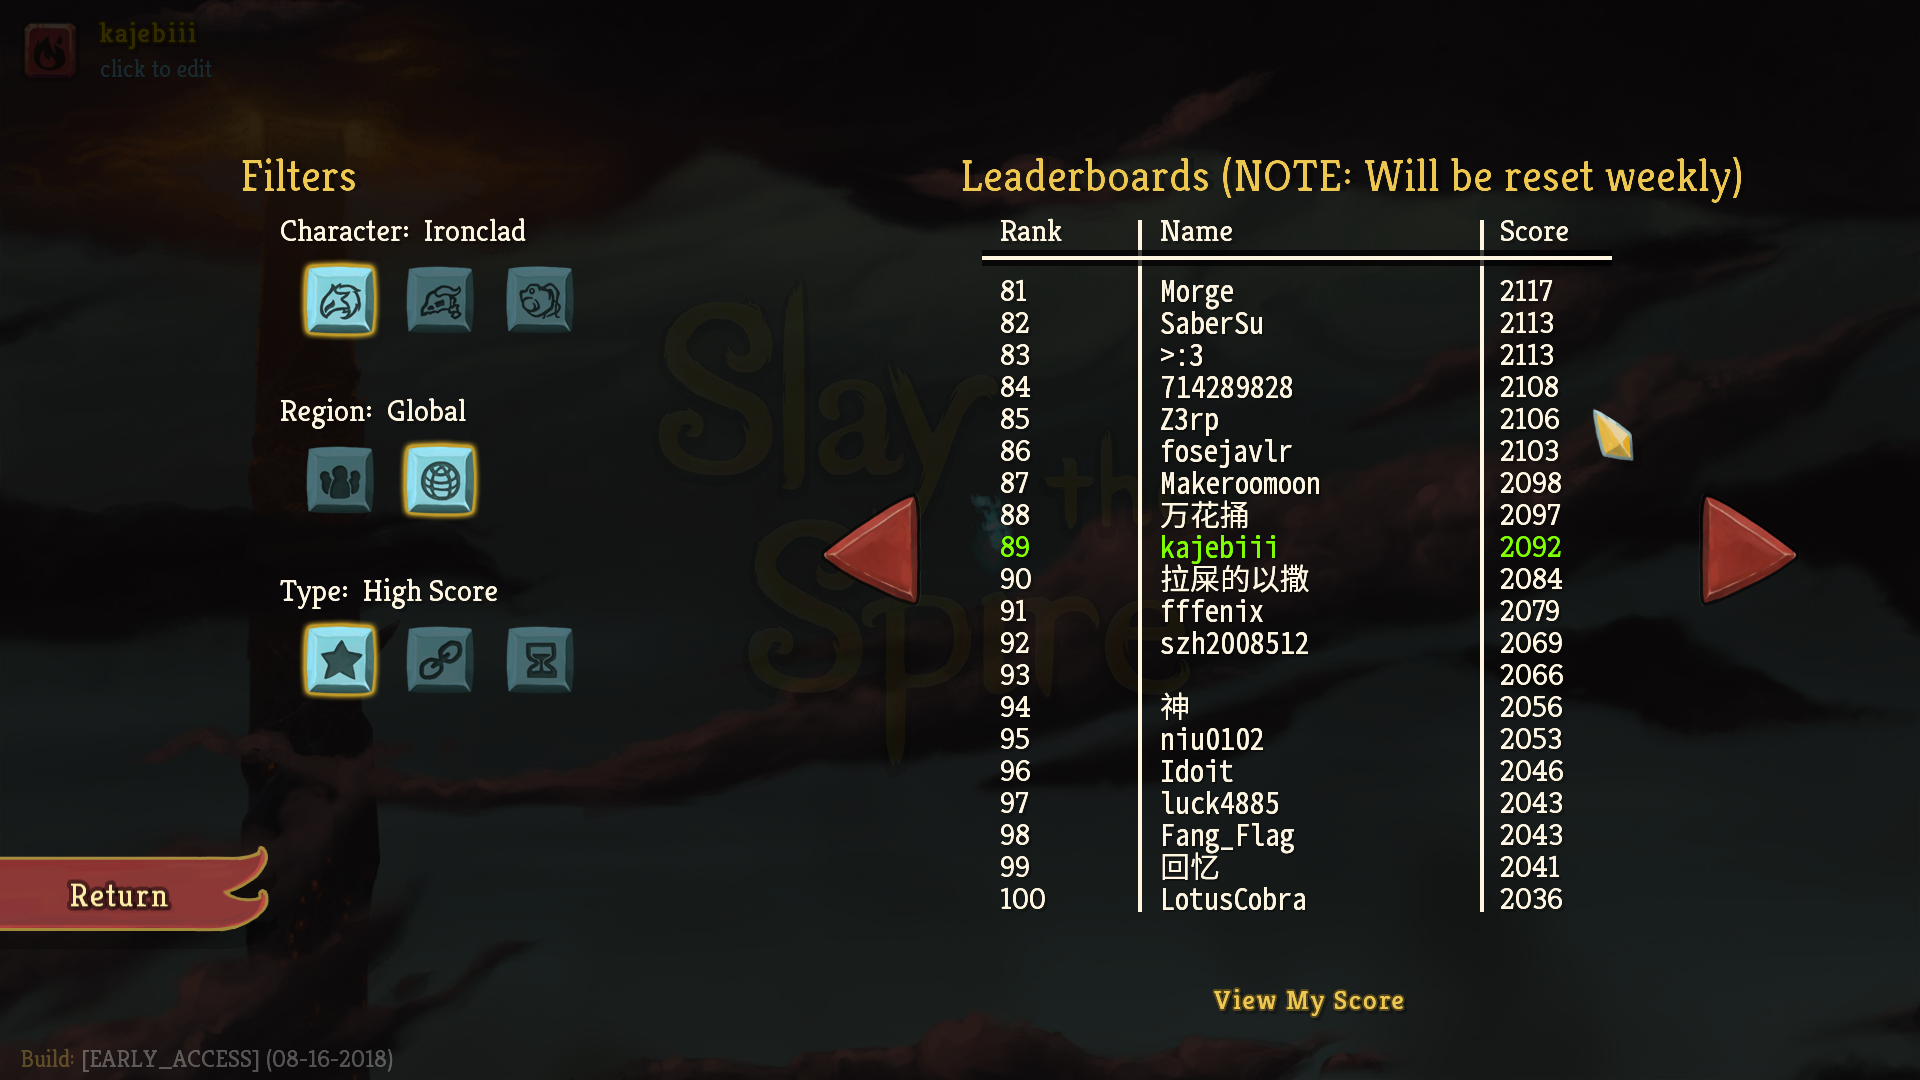 kajebiii
click to edit
Filters
Character: Ironclad
Region: Global
Type: High Score
Return
Slay
the
Spire
Leaderboards (NOTE: Will be reset weekly)
Rank Name Score
81 Morge 2117
82 SaberSu 2113
83 >:3 2113
84 714289828 2108
85 Z3rp 2106
86 fosejavlr 2103
87 Makeroomoon 2098
88 万花捅 2097
89 kajebiii 2092
90 拉屎的以撒 2084
91 fffenix 2079
92 szh2008512 2069
93 2066
94 神 2056
95 niu0102 2053
96 Idoit 2046
97 luck4885 2043
98 Fang_Flag 2043
99 回忆 2041
100 LotusCobra 2036
View My Score
Build: [EARLY_ACCESS] (08-16-2018)